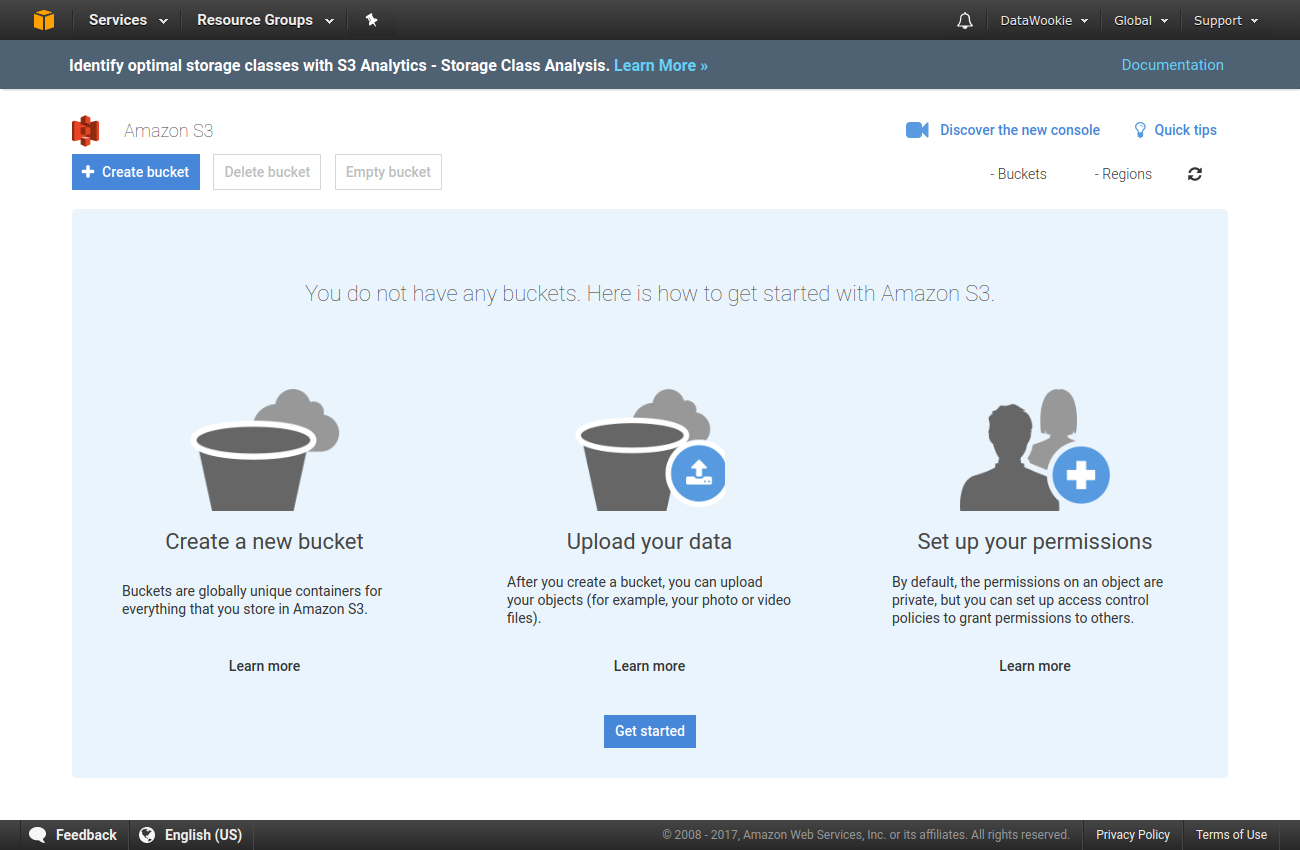 Services Resource Groups DataWookie Global Support
Identify optimal storage classes with S3 Analytics - Storage Class Analysis. Learn More » Documentation
Amazon S3 Discover the new console Quick tips
Create bucket Delete bucket Empty bucket - Buckets - Regions
You do not have any buckets. Here is how to get started with Amazon S3.
Create a new bucket
Buckets are globally unique containers for
everything that you store in Amazon S3.
Learn more
Upload your data
After you create a bucket, you can upload
your objects (for example, your photo or video
files).
Learn more
Set up your permissions
By default, the permissions on an object are
private, but you can set up access control
policies to grant permissions to others.
Learn more
Get started
Feedback English (US) © 2008 - 2017, Amazon Web Services, Inc. or its affiliates. All rights reserved. Privacy Policy Terms of Use